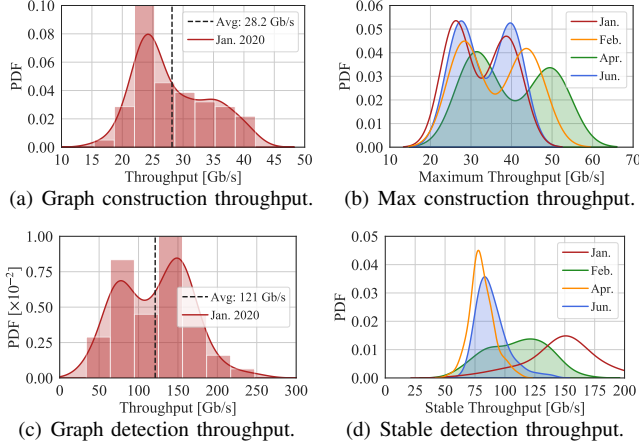 0.10
0.08
0.06
0.04
0.02
0.00
PDF
Avg: 28.2 Gb/s
Jan. 2020
10 15 20 25 30 35 40 45 50
Throughput [Gb/s]
(a) Graph construction throughput.
0.06
0.05
0.04
0.03
0.02
0.01
0.00
PDF
Jan.
Feb.
Apr.
Jun.
10 20 30 40 50 60 70
Maximum Throughput [Gb/s]
(b) Max construction throughput.
1.00
0.75
0.50
0.25
0.00
PDF [×10⁻²]
Avg: 121 Gb/s
Jan. 2020
0 100 200 300
Throughput [Gb/s]
(c) Graph detection throughput.
0.05
0.04
0.03
0.02
0.01
0.00
PDF
Jan.
Feb.
Apr.
Jun.
0 25 50 75 100 125 150 175 200
Stable Throughput [Gb/s]
(d) Stable detection throughput.